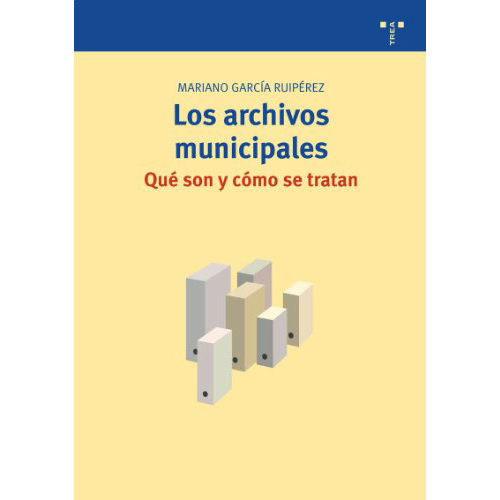 TREA
MARIANO GARCÍA RUIPÉREZ
Los archivos
municipales
Qué son y cómo se tratan